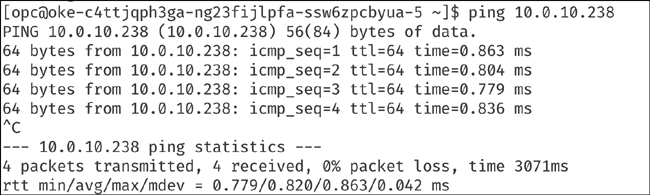 [opc@oke-c4ttjqph3ga-ng23fijlpfa-ssw6zpcbyua-5 ~]$ ping 10.0.10.238
PING 10.0.10.238 (10.0.10.238) 56(84) bytes of data.
64 bytes from 10.0.10.238: icmp_seq=1 ttl=64 time=0.863 ms
64 bytes from 10.0.10.238: icmp_seq=2 ttl=64 time=0.804 ms
64 bytes from 10.0.10.238: icmp_seq=3 ttl=64 time=0.779 ms
64 bytes from 10.0.10.238: icmp_seq=4 ttl=64 time=0.836 ms
^C
--- 10.0.10.238 ping statistics ---
4 packets transmitted, 4 received, 0% packet loss, time 3071ms
rtt min/avg/max/mdev = 0.779/0.820/0.863/0.042 ms